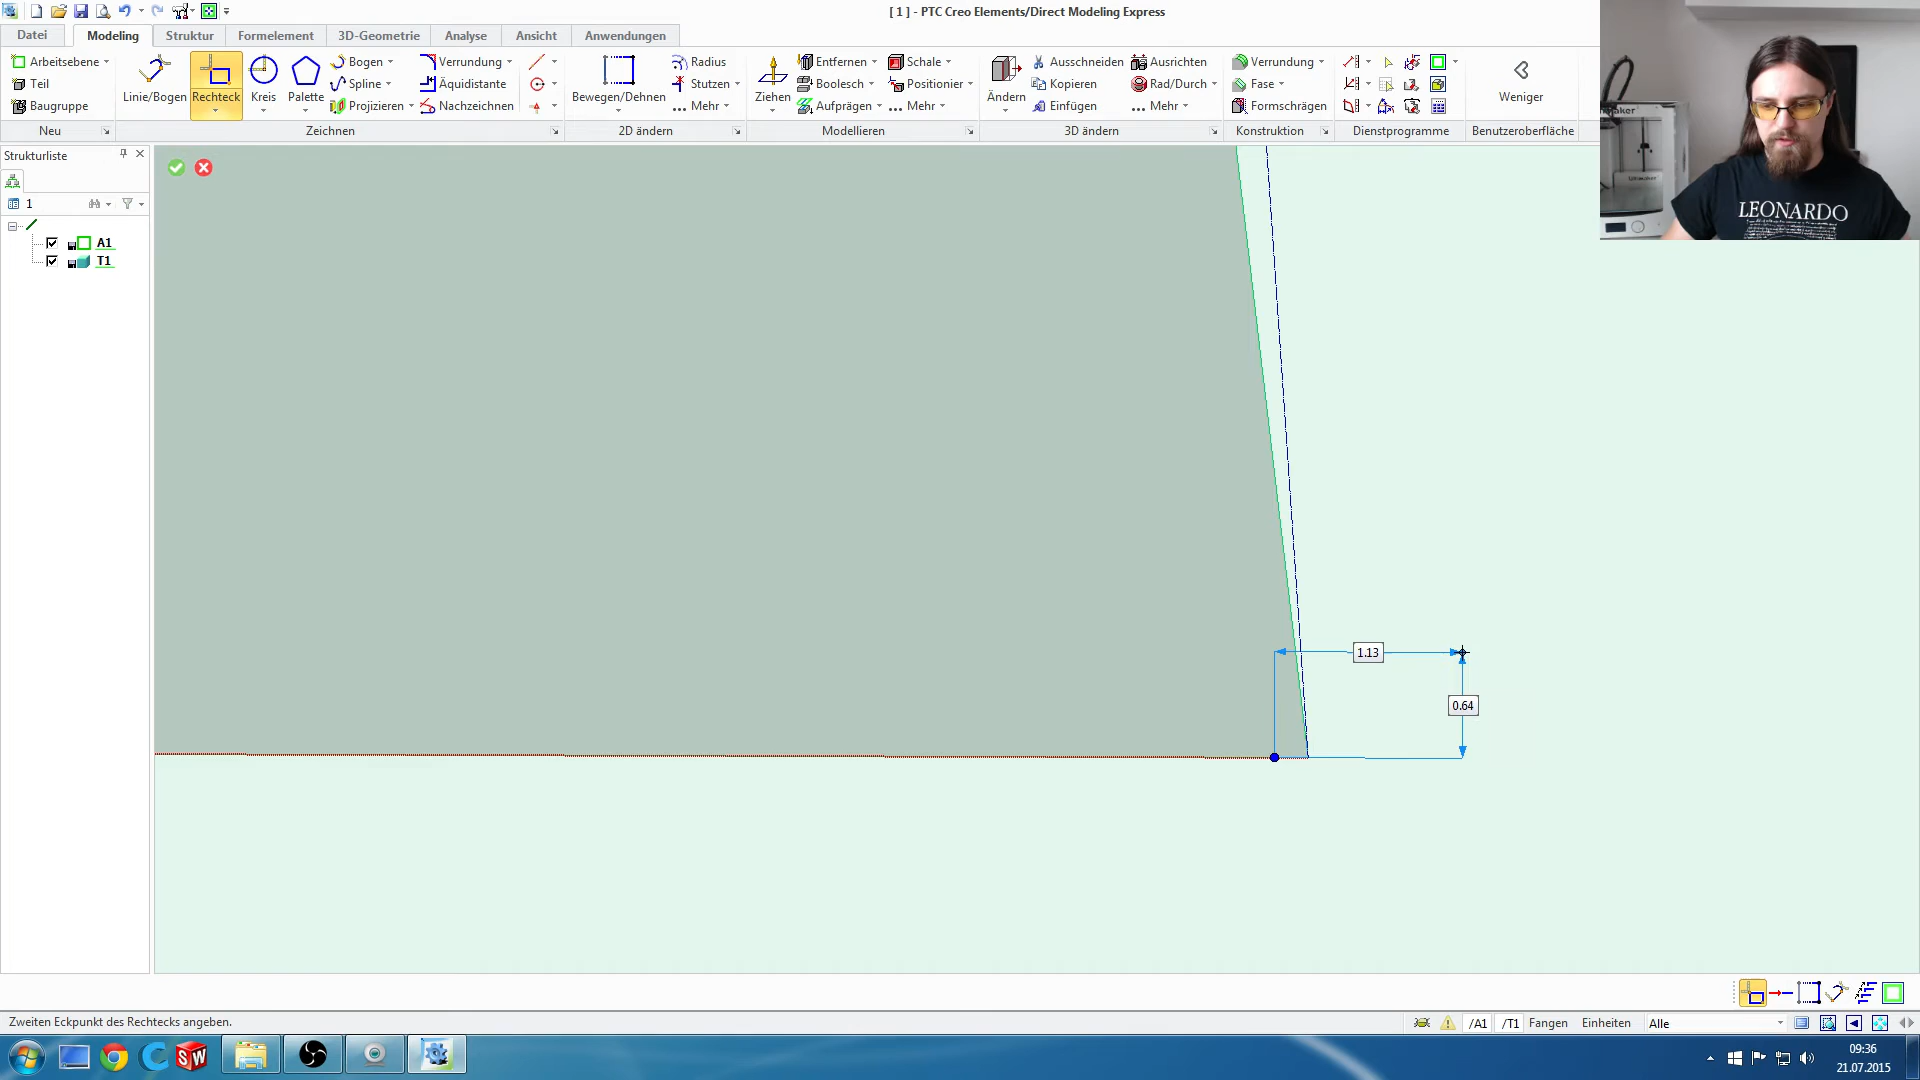 [ 1 ] - PTC Creo Elements/Direct Modeling Express
Datei Modeling Struktur Formelement 3D-Geometrie Analyse Ansicht Anwendungen
Arbeitsebene
Teil
Baugruppe
Neu
Linie/Bogen
Rechteck
Kreis
Palette
Bogen
Spline
Projizieren
Verrundung
Äquidistante
Nachzeichnen
Zeichnen
Bewegen/Dehnen
Radius
Stutzen
Mehr
2D ändern
Ziehen
Entfernen
Boolesch
Aufprägen
Schale
Positionier
Mehr
Modellieren
Ändern
Ausschneiden
Kopieren
Einfügen
Ausrichten
Rad/Durch
Mehr
3D ändern
Verrundung
Fase
Formschrägen
Konstruktion
Dienstprogramme
Weniger
Benutzeroberfläche
Strukturliste
1
A1
T1
LEONARDO
1.13
0.64
Zweiten Eckpunkt des Rechtecks angeben.
/A1 /T1 Fangen Einheiten Alle
09:36
21.07.2015